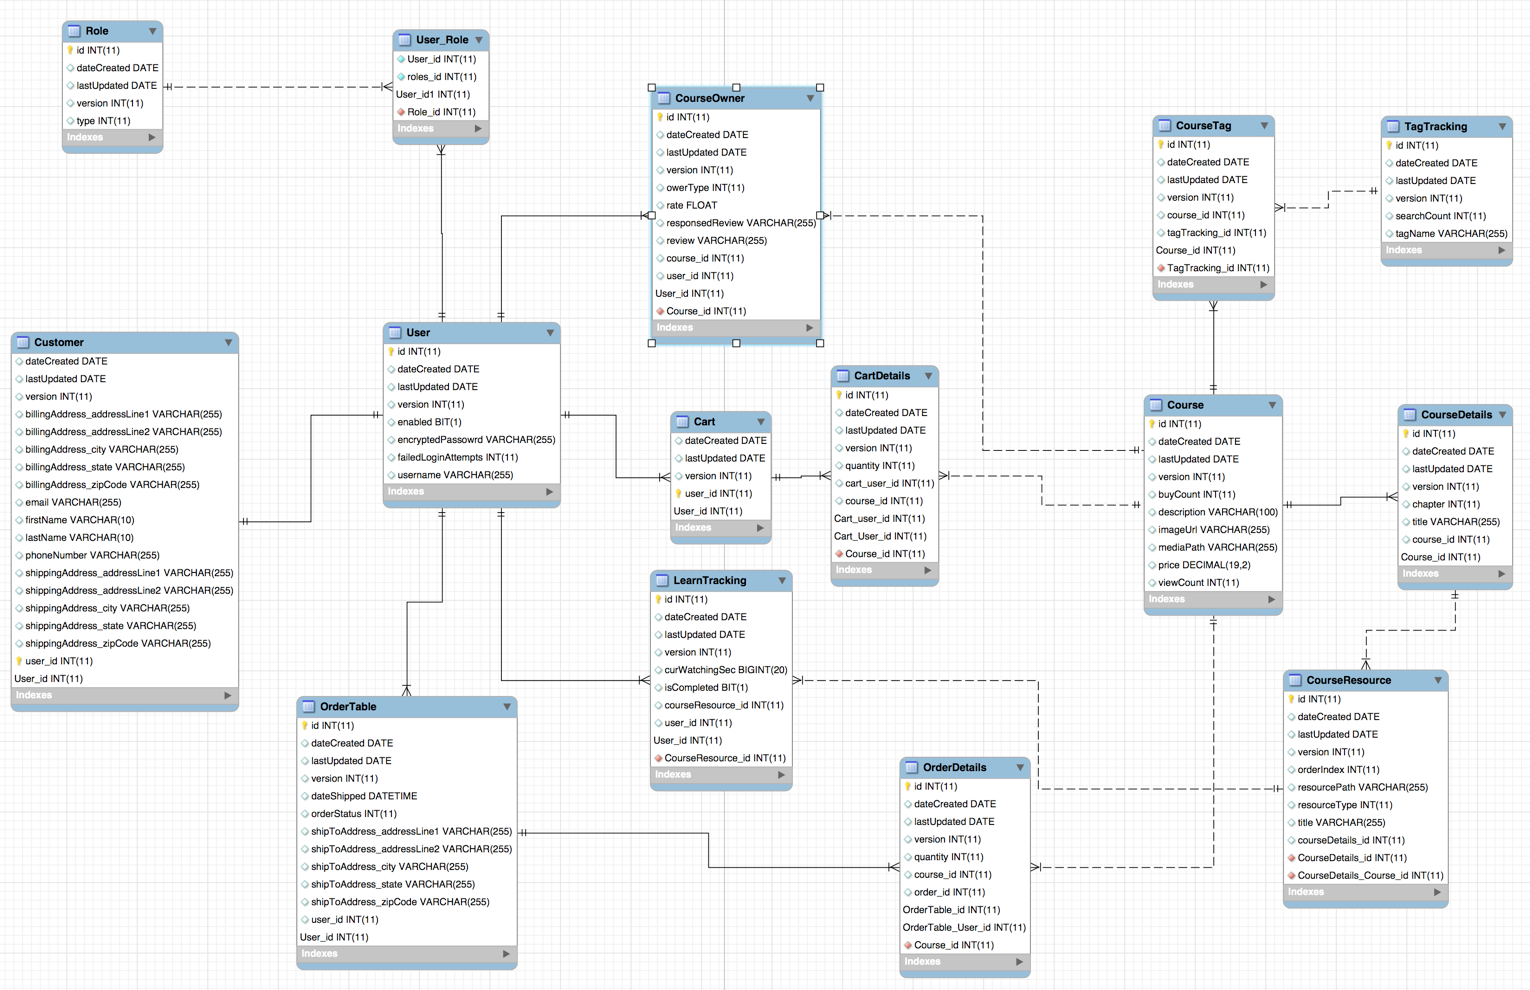 Role
id INT(11)
dateCreated DATE
lastUpdated DATE
version INT(11)
type INT(11)
Indexes
User_Role
User_id INT(11)
roles_id INT(11)
User_id1 INT(11)
Role_id INT(11)
Indexes
CourseOwner
id INT(11)
dateCreated DATE
lastUpdated DATE
version INT(11)
owerType INT(11)
rate FLOAT
responsedReview VARCHAR(255)
review VARCHAR(255)
course_id INT(11)
user_id INT(11)
User_id INT(11)
Course_id INT(11)
Indexes
CourseTag
id INT(11)
dateCreated DATE
lastUpdated DATE
version INT(11)
course_id INT(11)
tagTracking_id INT(11)
Course_id INT(11)
TagTracking_id INT(11)
Indexes
TagTracking
id INT(11)
dateCreated DATE
lastUpdated DATE
version INT(11)
searchCount INT(11)
tagName VARCHAR(255)
Indexes
Customer
dateCreated DATE
lastUpdated DATE
version INT(11)
billingAddress_addressLine1 VARCHAR(255)
billingAddress_addressLine2 VARCHAR(255)
billingAddress_city VARCHAR(255)
billingAddress_state VARCHAR(255)
billingAddress_zipCode VARCHAR(255)
email VARCHAR(255)
firstName VARCHAR(10)
lastName VARCHAR(10)
phoneNumber VARCHAR(255)
shippingAddress_addressLine1 VARCHAR(255)
shippingAddress_addressLine2 VARCHAR(255)
shippingAddress_city VARCHAR(255)
shippingAddress_state VARCHAR(255)
shippingAddress_zipCode VARCHAR(255)
user_id INT(11)
User_id INT(11)
Indexes
User
id INT(11)
dateCreated DATE
lastUpdated DATE
version INT(11)
enabled BIT(1)
encryptedPassowrd VARCHAR(255)
failedLoginAttempts INT(11)
username VARCHAR(255)
Indexes
Cart
dateCreated DATE
lastUpdated DATE
version INT(11)
user_id INT(11)
User_id INT(11)
Indexes
CartDetails
id INT(11)
dateCreated DATE
lastUpdated DATE
version INT(11)
quantity INT(11)
cart_user_id INT(11)
course_id INT(11)
Cart_user_id INT(11)
Cart_User_id INT(11)
Course_id INT(11)
Indexes
Course
id INT(11)
dateCreated DATE
lastUpdated DATE
version INT(11)
buyCount INT(11)
description VARCHAR(100)
imageUrl VARCHAR(255)
mediaPath VARCHAR(255)
price DECIMAL(19,2)
viewCount INT(11)
Indexes
CourseDetails
id INT(11)
dateCreated DATE
lastUpdated DATE
version INT(11)
chapter INT(11)
title VARCHAR(255)
course_id INT(11)
Course_id INT(11)
Indexes
LearnTracking
id INT(11)
dateCreated DATE
lastUpdated DATE
version INT(11)
curWatchingSec BIGINT(20)
isCompleted BIT(1)
courseResource_id INT(11)
user_id INT(11)
User_id INT(11)
CourseResource_id INT(11)
Indexes
OrderTable
id INT(11)
dateCreated DATE
lastUpdated DATE
version INT(11)
dateShipped DATETIME
orderStatus INT(11)
shipToAddress_addressLine1 VARCHAR(255)
shipToAddress_addressLine2 VARCHAR(255)
shipToAddress_city VARCHAR(255)
shipToAddress_state VARCHAR(255)
shipToAddress_zipCode VARCHAR(255)
user_id INT(11)
User_id INT(11)
Indexes
OrderDetails
id INT(11)
dateCreated DATE
lastUpdated DATE
version INT(11)
quantity INT(11)
course_id INT(11)
order_id INT(11)
OrderTable_id INT(11)
OrderTable_User_id INT(11)
Course_id INT(11)
Indexes
CourseResource
id INT(11)
dateCreated DATE
lastUpdated DATE
version INT(11)
orderIndex INT(11)
resourcePath VARCHAR(255)
resourceType INT(11)
title VARCHAR(255)
courseDetails_id INT(11)
CourseDetails_id INT(11)
CourseDetails_Course_id INT(11)
Indexes